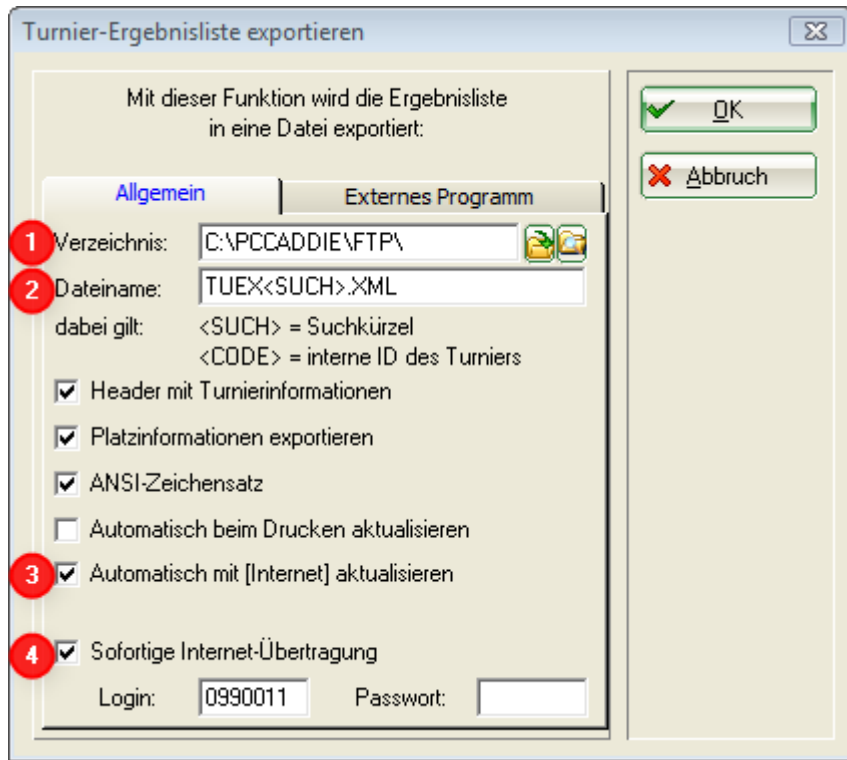 Turnier-Ergebnisliste exportieren
Mit dieser Funktion wird die Ergebnisliste
in eine Datei exportiert:
OK
Abbruch
Allgemein Externes Programm
1 Verzeichnis: C:\PCCADDIE\FTP\
2 Dateiname: TUEX<SUCH>.XML
dabei gilt: <SUCH> = Suchkürzel
<CODE> = interne ID des Turniers
Header mit Turnierinformationen
Platzinformationen exportieren
ANSI-Zeichensatz
Automatisch beim Drucken aktualisieren
3 Automatisch mit [Internet] aktualisieren
4 Sofortige Internet-Übertragung
Login: 0990011 Passwort: